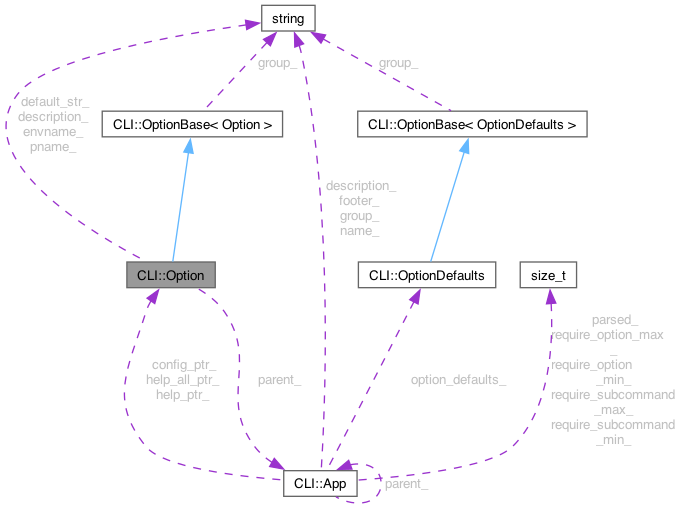 string
group_
group_
default_str_
description_
envname_
pname_
CLI::OptionBase< Option >
CLI::OptionBase< OptionDefaults >
description_
footer_
group_
name_
CLI::Option
CLI::OptionDefaults
size_t
parsed_
require_option_max
_
require_option
_min_
require_subcommand
_max_
require_subcommand
_min_
config_ptr_
help_all_ptr_
help_ptr_
parent_
option_defaults_
CLI::App
parent_